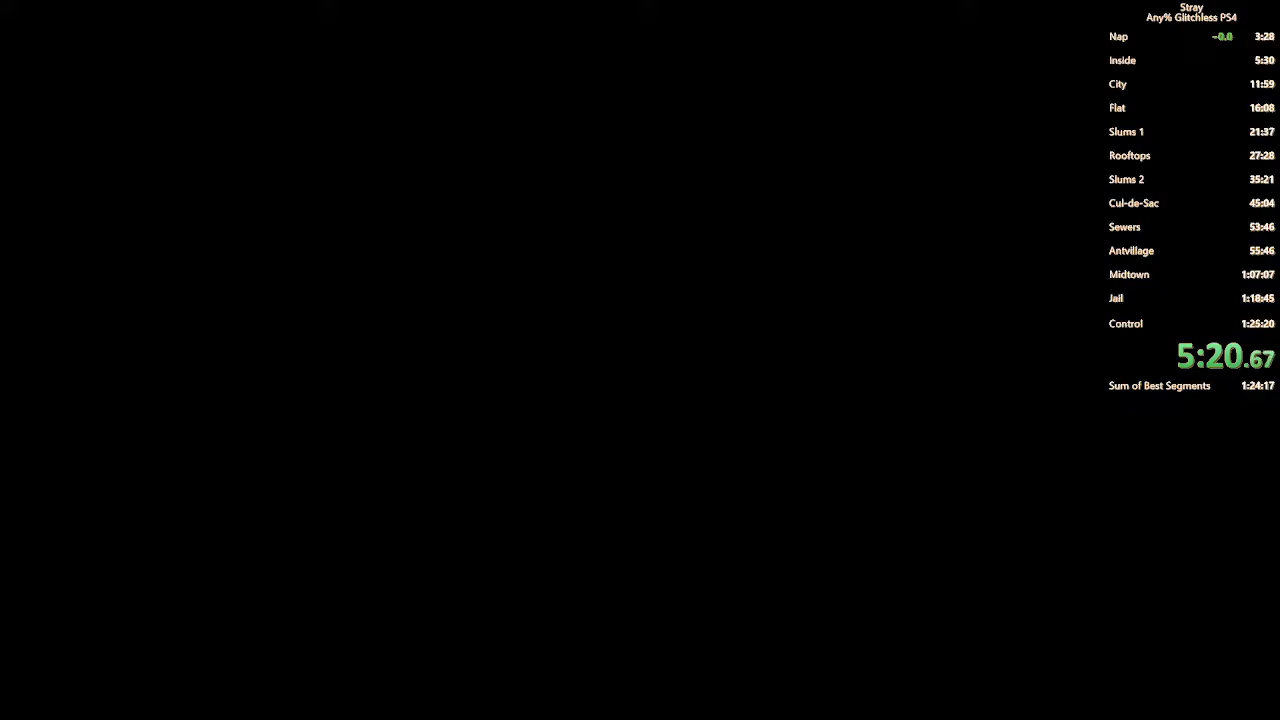 Stray
Any% Glitchless PS4
Nap -0.0 3:28
Inside 5:30
City 11:59
Flat 16:08
Slums 1 21:37
Rooftops 27:28
Slums 2 35:21
Cul-de-Sac 45:04
Sewers 53:46
Antvillage 55:46
Midtown 1:07:07
Jail 1:18:45
Control 1:25:20
5:20.67
Sum of Best Segments 1:24:17